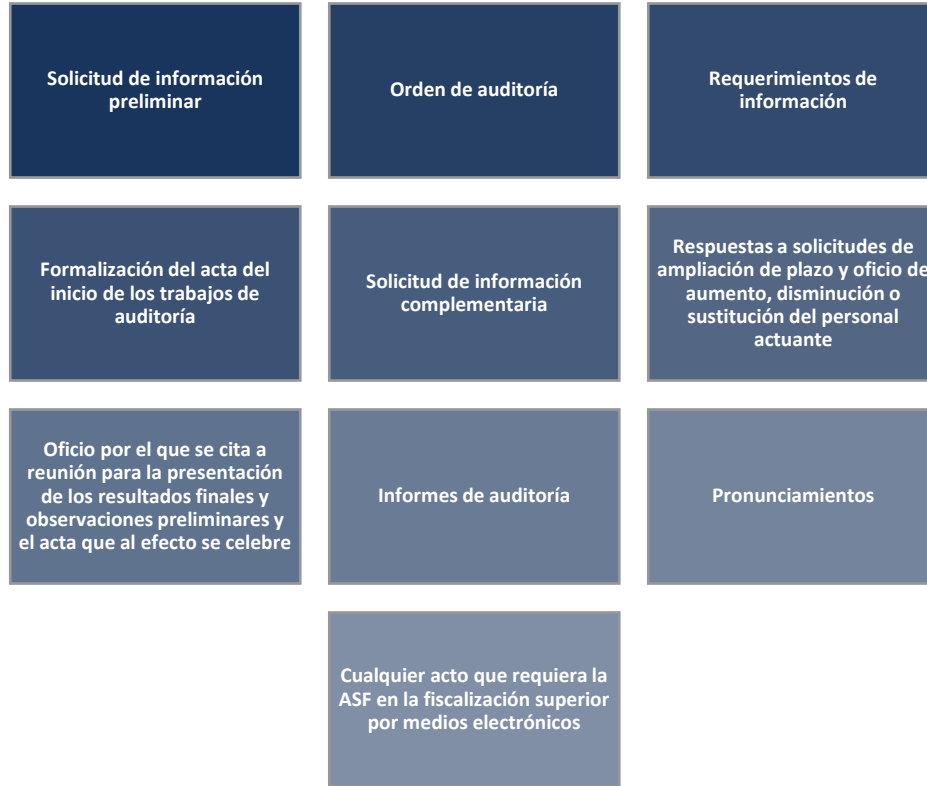 Solicitud de información
preliminar
Orden de auditoría
Requerimientos de
información
Formalización del acta del
inicio de los trabajos de
auditoría
Solicitud de información
complementaria
Respuestas a solicitudes de
ampliación de plazo y oficio de
aumento, disminución o
sustitución del personal
actuante
Oficio por el que se cita a
reunión para la presentación
de los resultados finales y
observaciones preliminares y
el acta que al efecto se celebre
Informes de auditoría
Pronunciamientos
Cualquier acto que requiera la
ASF en la fiscalización superior
por medios electrónicos